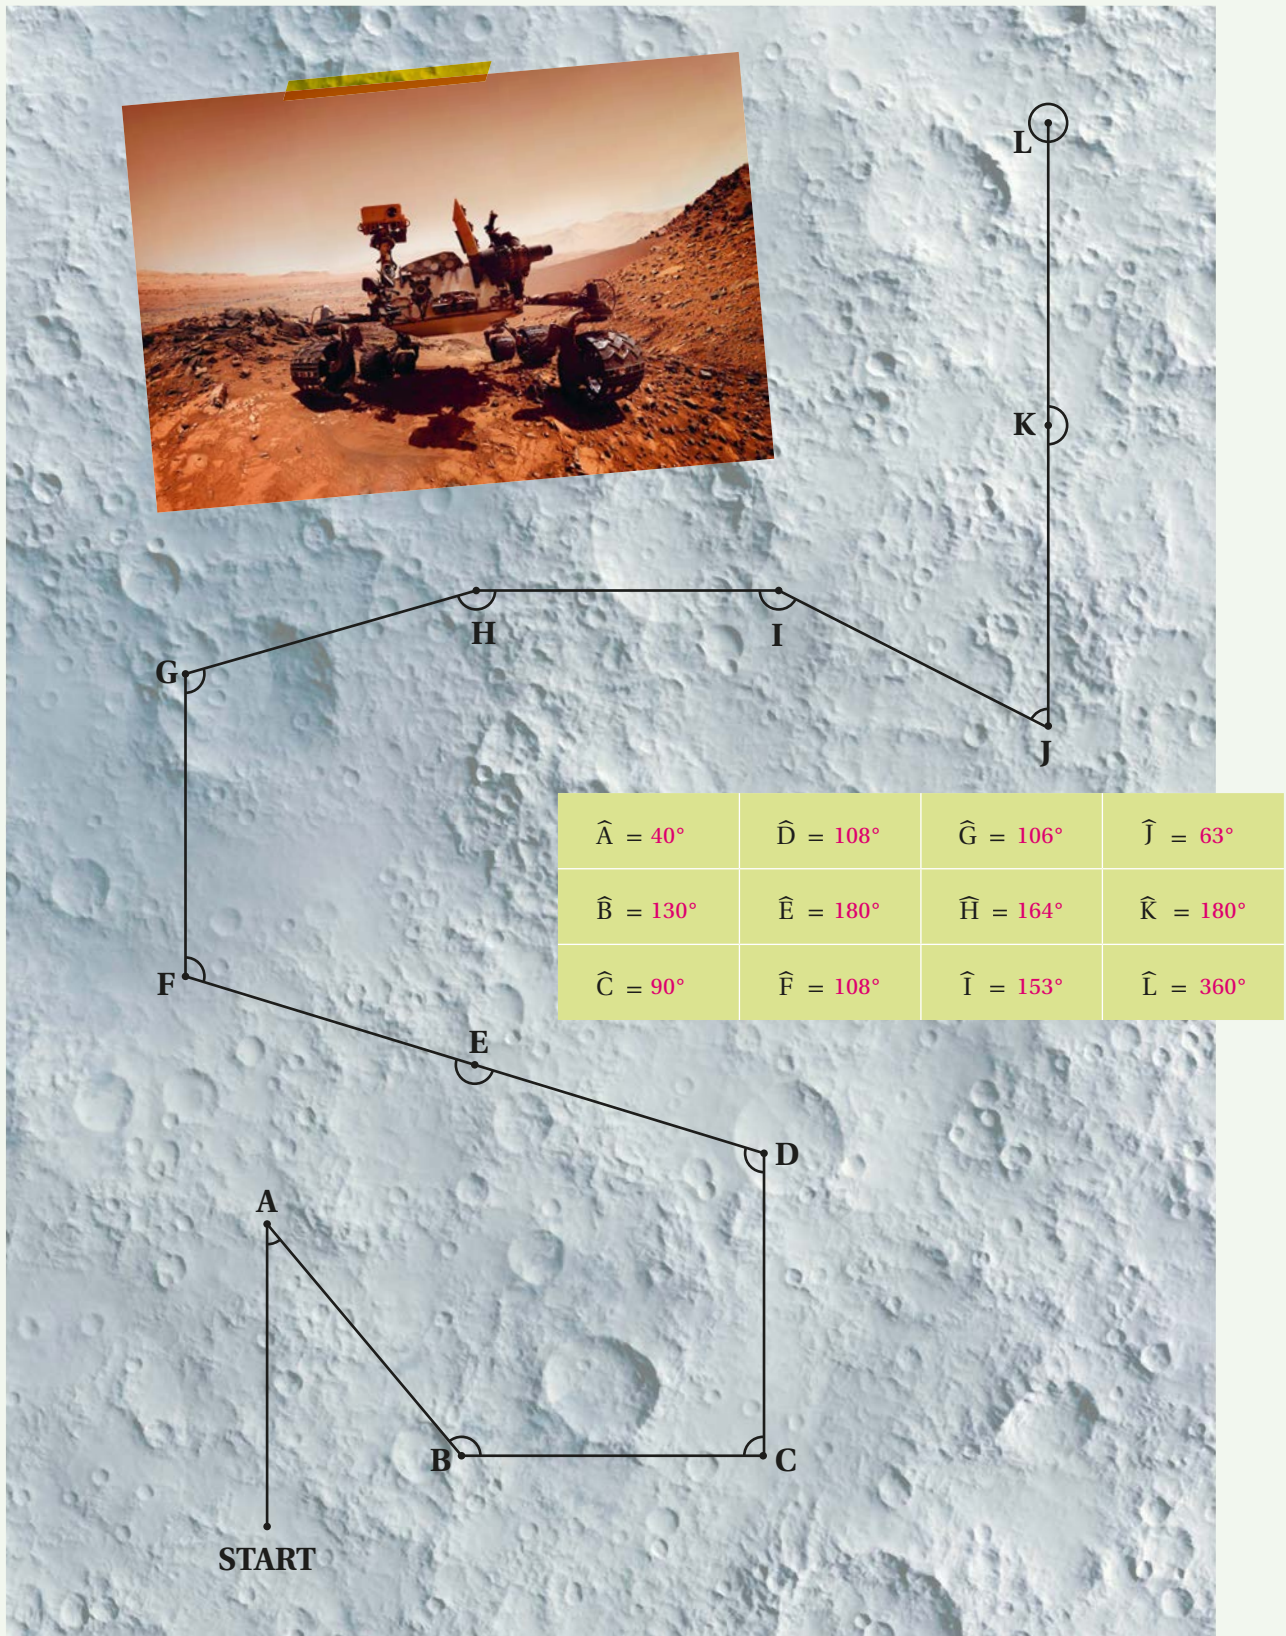 L
K
H
I
G
J
Â = 40° D̂ = 108° Ĝ = 106° Ĵ = 63°
B̂ = 130° Ê = 180° Ĥ = 164° K̂ = 180°
Ĉ = 90° F̂ = 108° Î = 153° L̂ = 360°
F
E
D
A
B
C
START